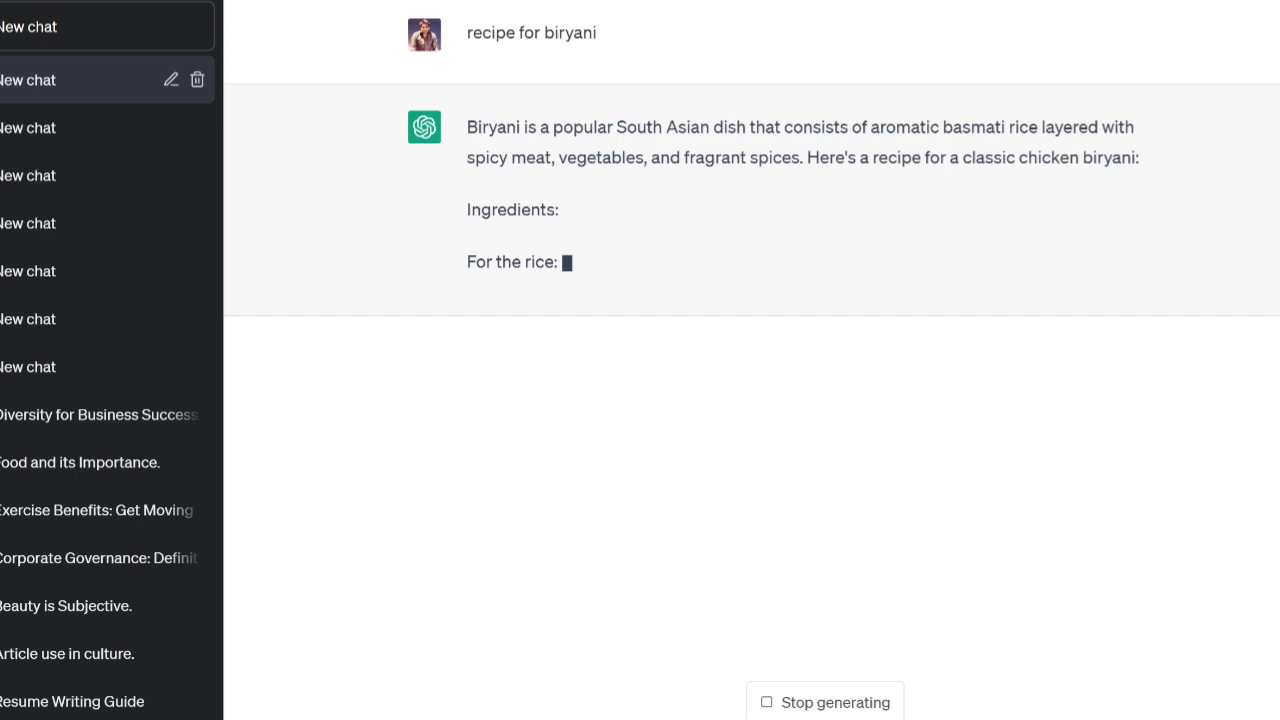 New chat
New chat
New chat
New chat
New chat
New chat
New chat
New chat
Diversity for Business Success.
Food and its Importance.
Exercise Benefits: Get Moving
Corporate Governance: Definit
Beauty is Subjective.
Article use in culture.
Resume Writing Guide
recipe for biryani
Biryani is a popular South Asian dish that consists of aromatic basmati rice layered with
spicy meat, vegetables, and fragrant spices. Here's a recipe for a classic chicken biryani:
Ingredients:
For the rice:
Stop generating